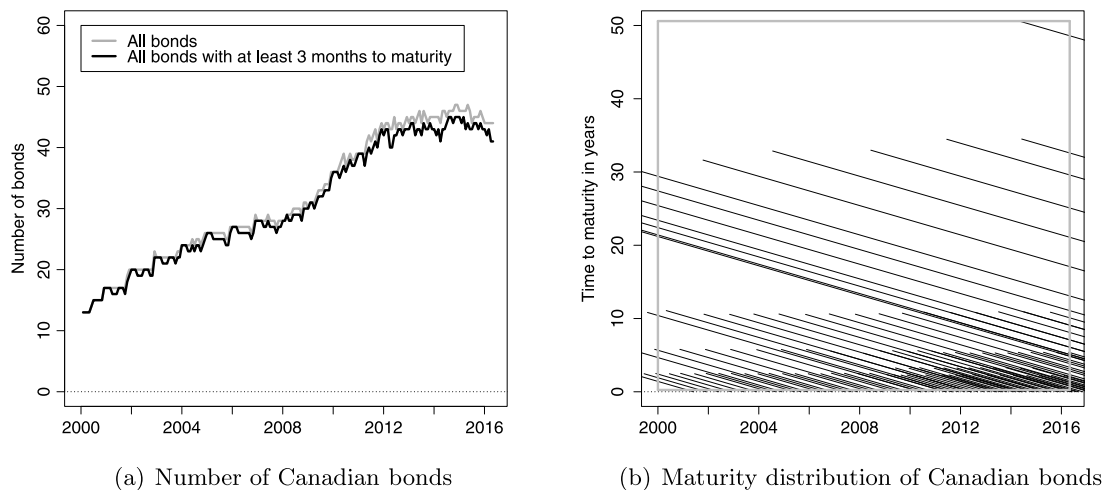 All bonds
All bonds with at least 3 months to maturity
Number of bonds
60
50
40
30
20
10
0
2000 2004 2008 2012 2016
(a) Number of Canadian bonds
Time to maturity in years
50
40
30
20
10
0
2000 2004 2008 2012 2016
(b) Maturity distribution of Canadian bonds